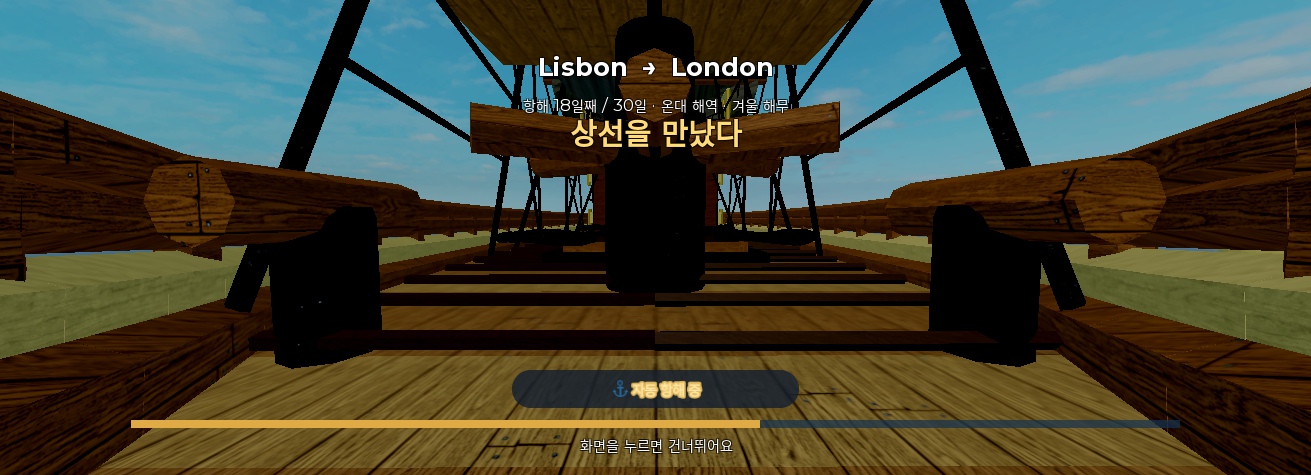 Lisbon → London
항해 18일째 / 30일 · 온대 해역 · 겨울 해무
상선을 만났다
⚓ 자동 항해 중
화면을 누르면 건너뛰어요